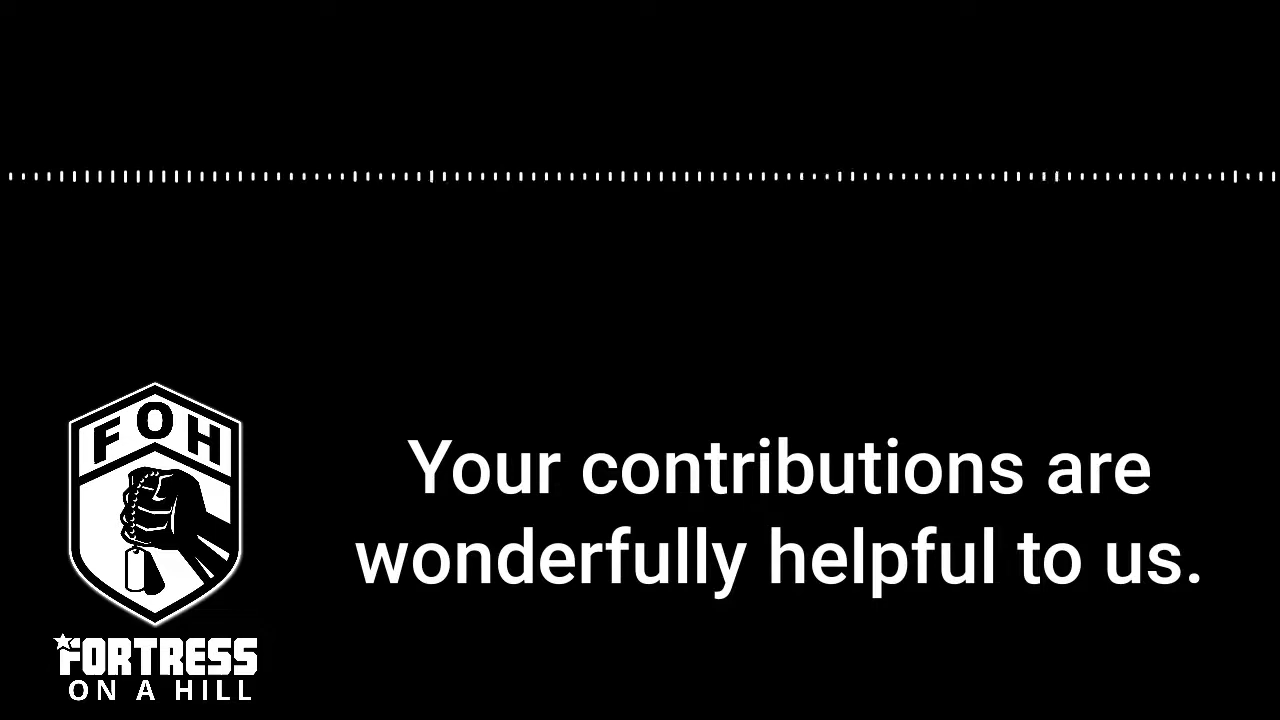 FOH
FORTRESS
ON A HILL
Your contributions are
wonderfully helpful to us.